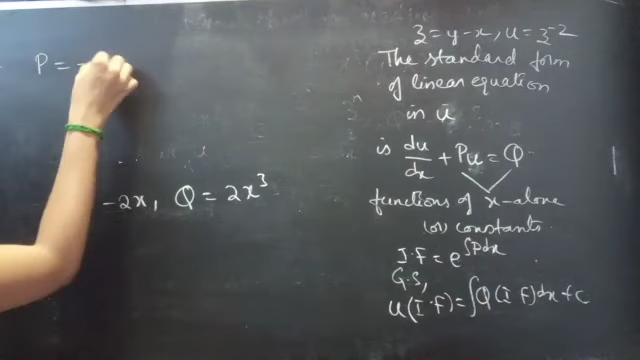 P = -
- 2x, Q = 2x³
z = y - x, u = z⁻²
The standard form
of linear equation
in u
is du/dx + Pu = Q
functions of x-alone
(or) constants.
I.F = e^∫Pdx
G.S,
u(I.F) = ∫Q(I.F)dx + c